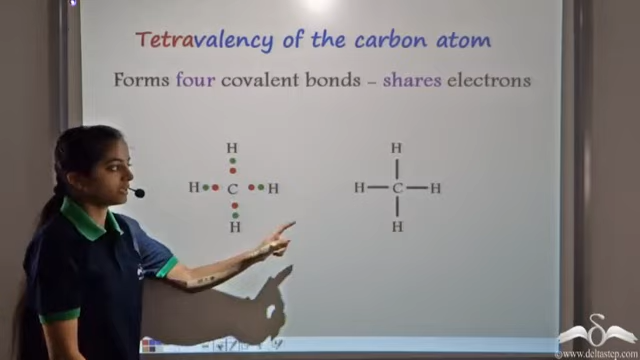 Tetravalency of the carbon atom
Forms four covalent bonds – shares electrons
H H
H C H H C H
H H
©www.deltastep.com